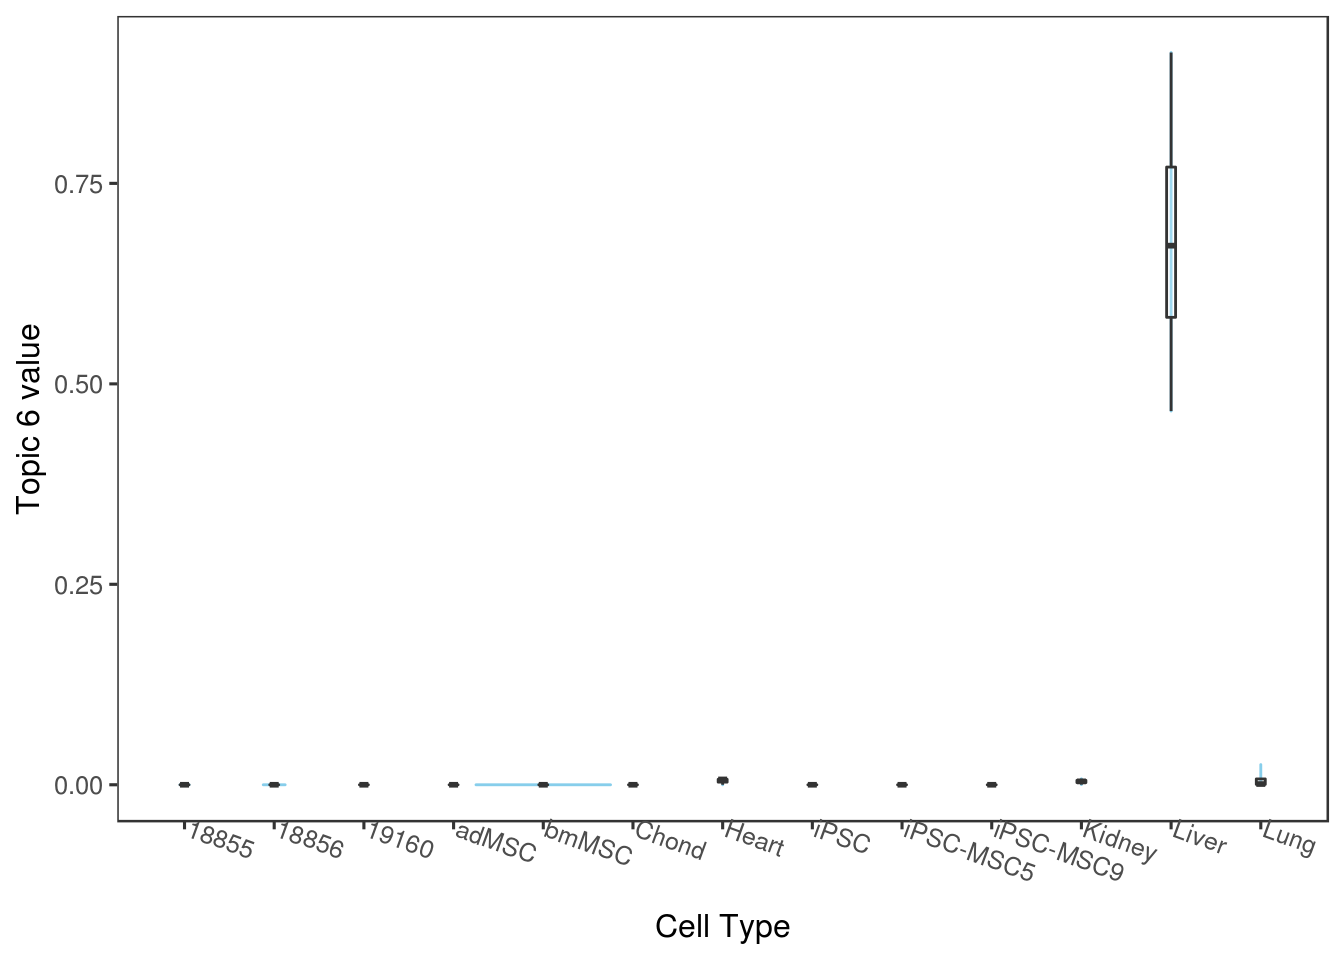 Topic 6 value
0.75
0.50
0.25
0.00
18855
18856
19160
adMSC
bmMSC
Chond
Heart
iPSC
iPSC-MSC5
iPSC-MSC9
Kidney
Liver
Lung
Cell Type